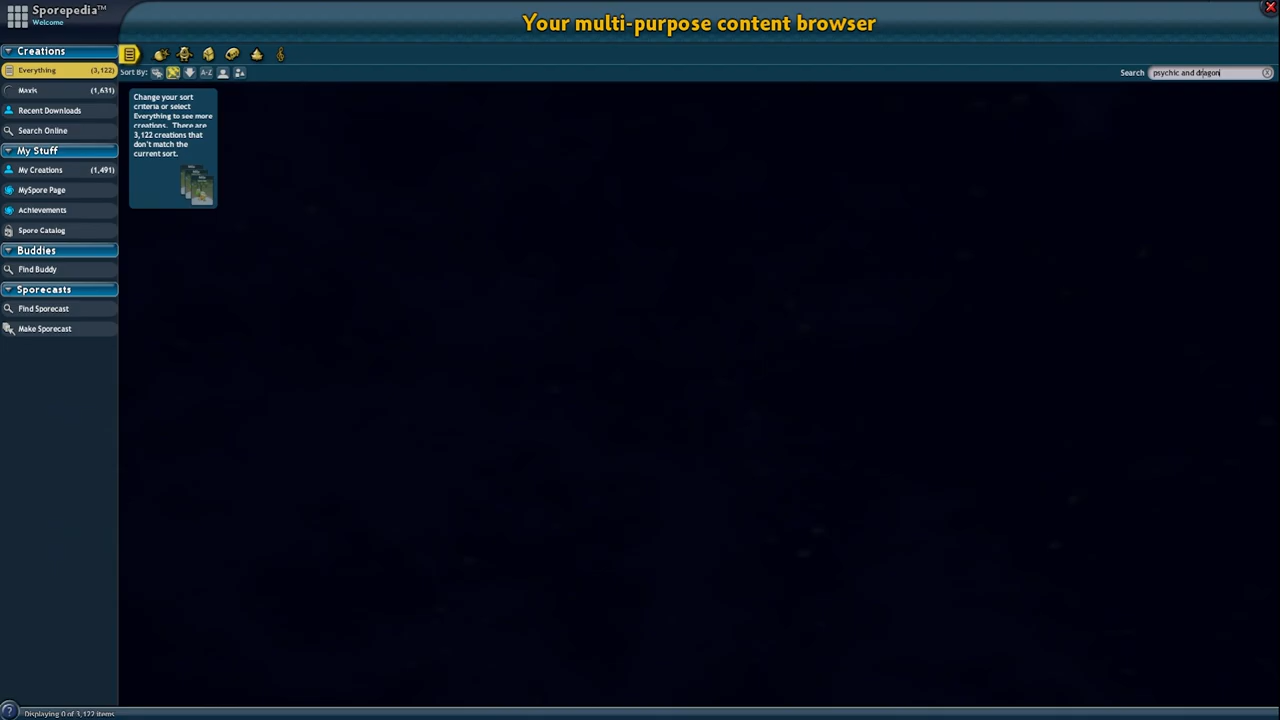 Sporepedia™
Welcome
Your multi-purpose content browser
Creations
Everything (3,122)
Maxis (1,631)
Recent Downloads
Search Online
My Stuff
My Creations (1,491)
MySpore Page
Achievements
Spore Catalog
Buddies
Find Buddy
Sporecasts
Find Sporecast
Make Sporecast
Sort By:
A-Z
Search psychic and dragon
Change your sort
criteria or select
Everything to see more
creations. There are
3,122 creations that
don't match the
current sort.
Displaying 0 of 3,122 items